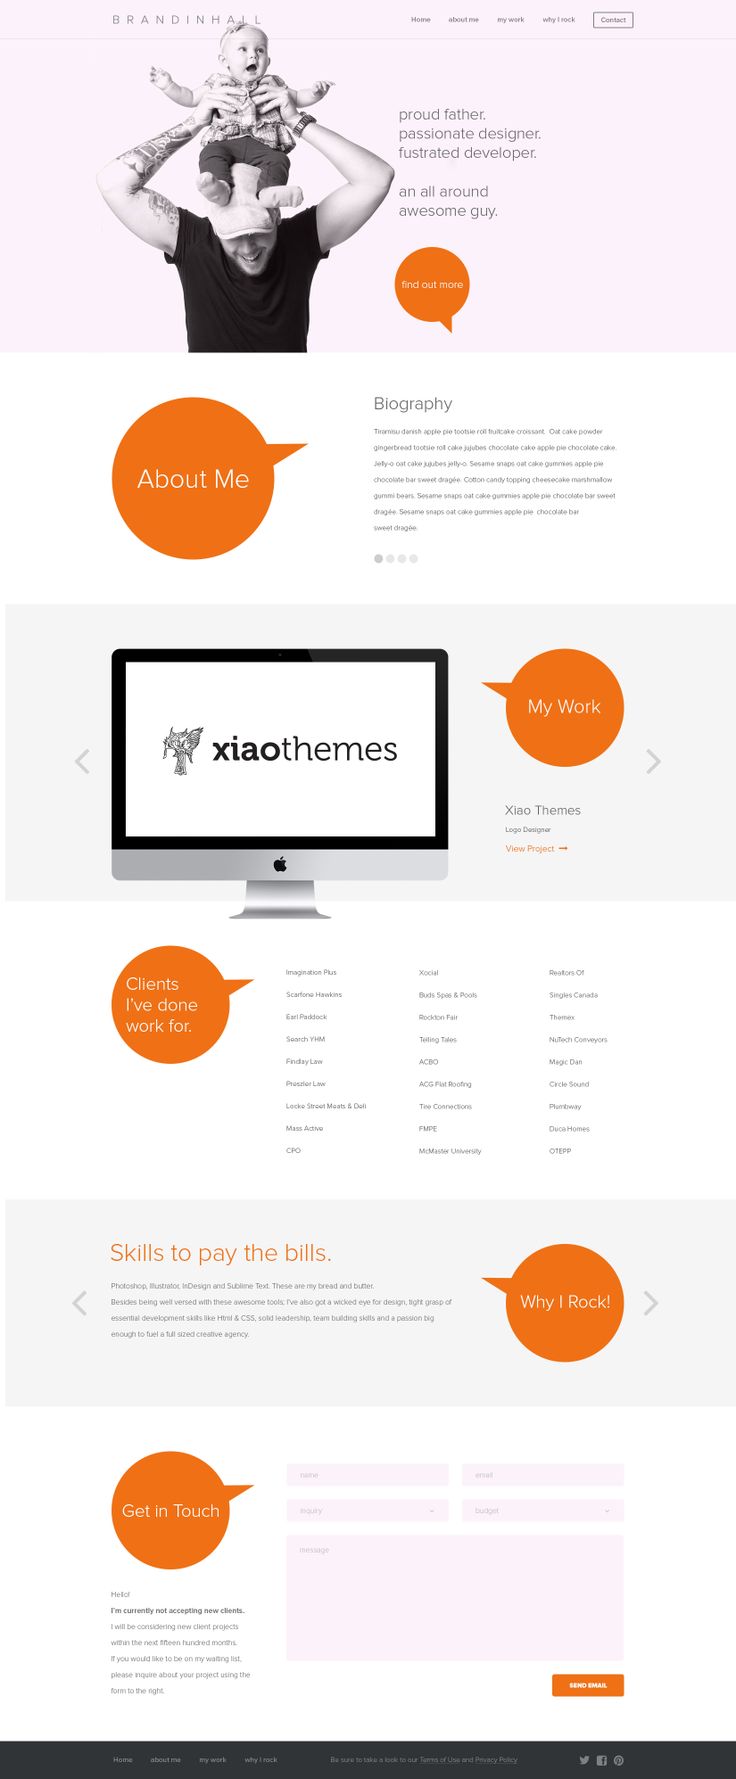 BRANDINHALL
Home about me my work why I rock Contact
proud father.
passionate designer.
fustrated developer.
an all around
awesome guy.
find out more
About Me
Biography
Tiramisu danish apple pie tootsie roll fruitcake croissant. Oat cake powder
gingerbread tootsie roll cake jujubes chocolate cake apple pie chocolate cake.
Jelly-o oat cake jujubes jelly-o. Sesame snaps oat cake gummies apple pie
chocolate bar sweet dragée. Cotton candy topping cheesecake marshmallow
gummi bears. Sesame snaps oat cake gummies apple pie chocolate bar sweet
dragée. Sesame snaps oat cake gummies apple pie chocolate bar
sweet dragée.
xiaothemes
My Work
Xiao Themes
Logo Designer
View Project
Clients
I've done
work for.
Imagination Plus
Scarfone Hawkins
Earl Paddock
Search YHM
Findlay Law
Preszler Law
Locke Street Meats & Deli
Mass Active
CPO
Xocial
Buds Spas & Pools
Rockton Fair
Telling Tales
ACBO
ACG Flat Roofing
Tire Connections
FMPE
McMaster University
Realtors Of
Singles Canada
Themex
NuTech Conveyors
Magic Dan
Circle Sound
Plumbway
Duca Homes
OTEPP
Skills to pay the bills.
Photoshop, Illustrator, InDesign and Sublime Text. These are my bread and butter.
Besides being well versed with these awesome tools; I've also got a wicked eye for design, tight grasp of
essential development skills like Html & CSS, solid leadership, team building skills and a passion big
enough to fuel a full sized creative agency.
Why I Rock!
Get in Touch
Hello!
I'm currently not accepting new clients.
I will be considering new client projects
within the next fifteen hundred months.
If you would like to be on my waiting list,
please inquire about your project using the
form to the right.
name
email
inquiry
budget
message
SEND EMAIL
Home about me my work why I rock
Be sure to take a look to our Terms of Use and Privacy Policy